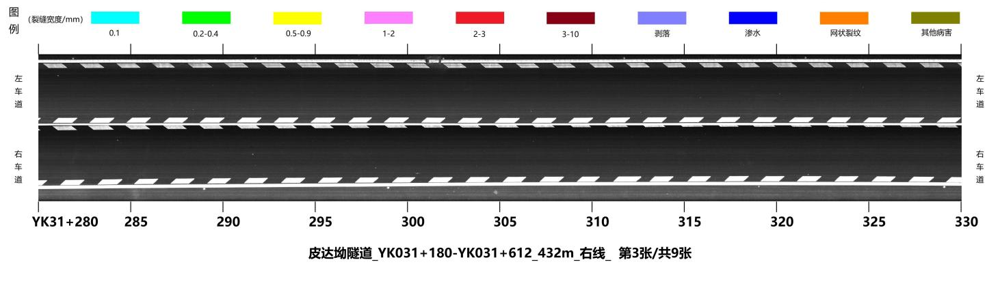 图例
(裂缝宽度/mm)
0.1 0.2-0.4 0.5-0.9 1-2 2-3 3-10 剥落 渗水 网状裂纹 其他病害
左车道 左车道
右车道 右车道
YK31+280 285 290 295 300 305 310 315 320 325 330
皮达坳隧道_YK031+180-YK031+612_432m_右线_ 第3张/共9张